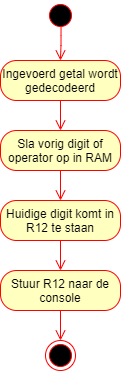 Ingevoerd getal wordt
gedecodeerd
Sla vorig digit of
operator op in RAM
Huidige digit komt in
R12 te staan
Stuur R12 naar de
console